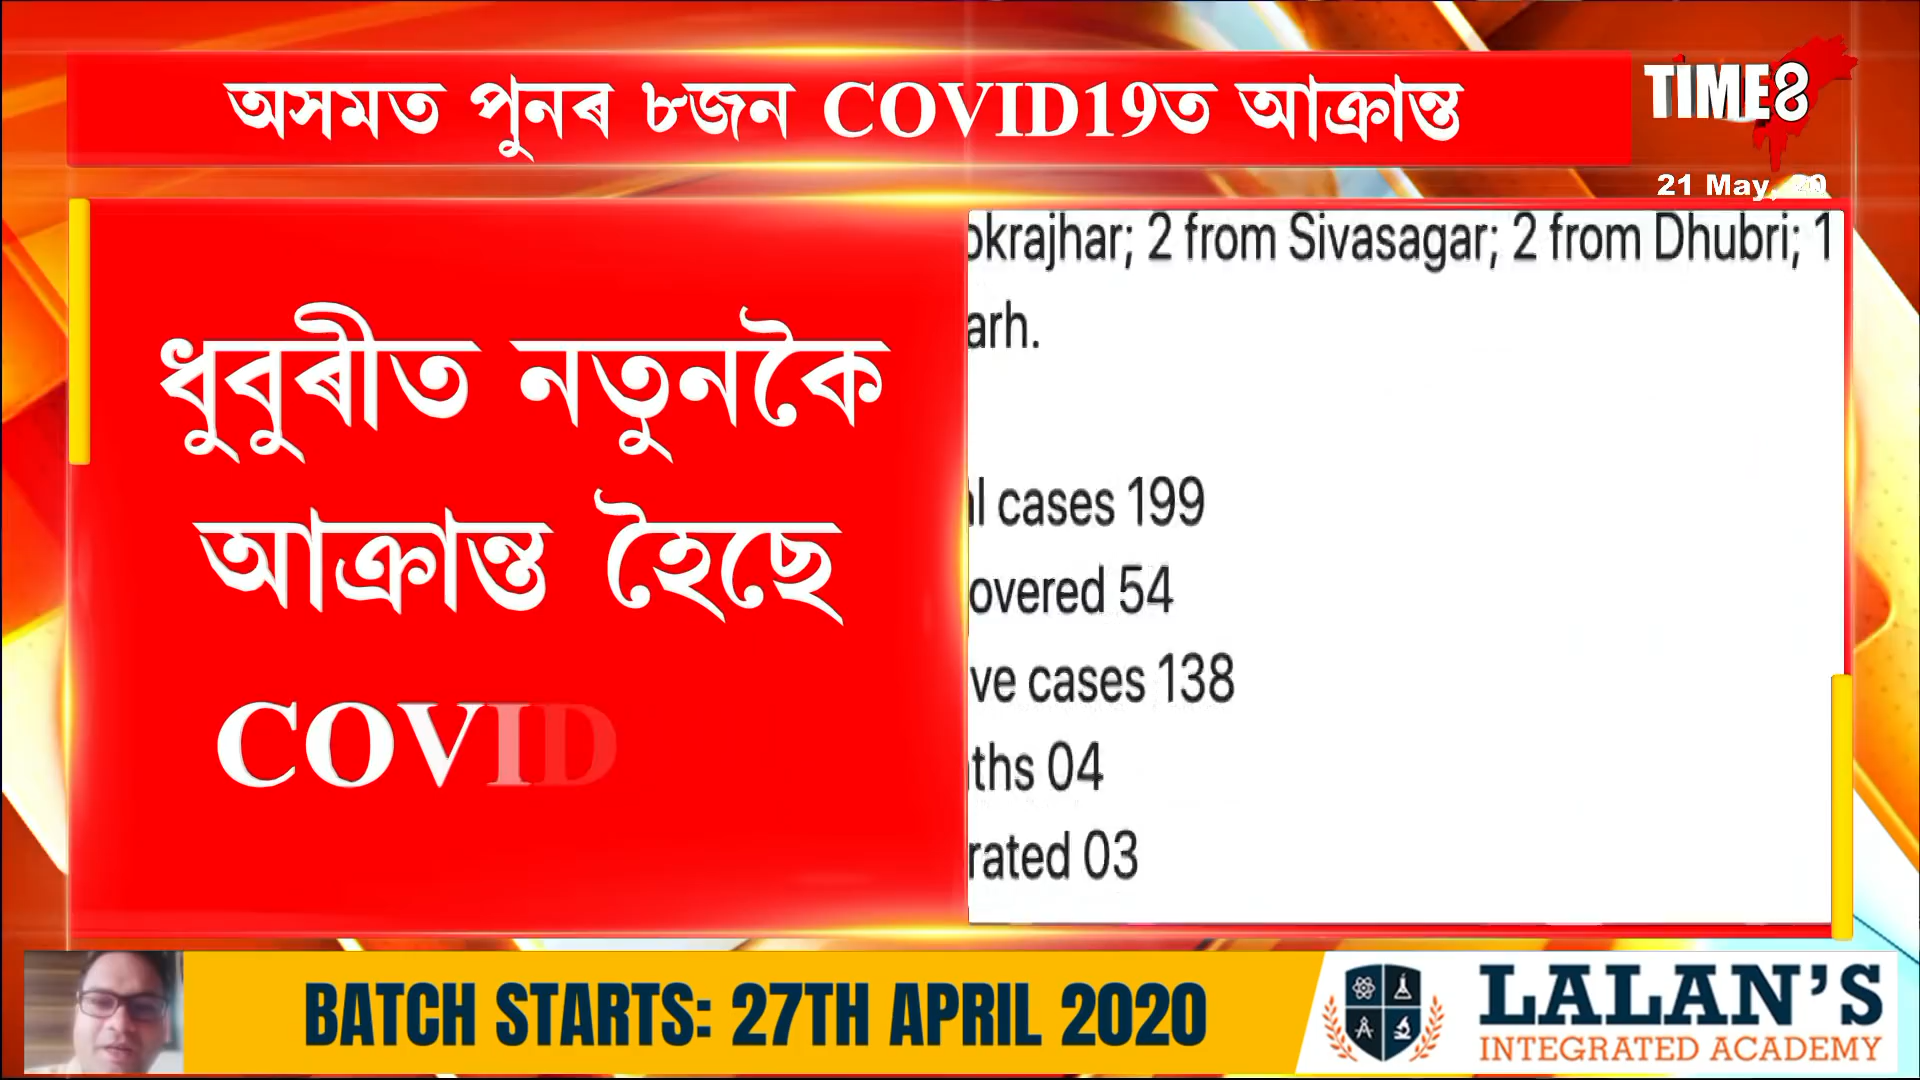 অসমত পুনৰ ৮জন COVID19ত আক্ৰান্ত
TIME8
21 May, 20
ধুবুৰীত নতুনকৈ
আক্ৰান্ত হৈছে
COVID
okrajhar; 2 from Sivasagar; 2 from Dhubri; 1
arh.
l cases 199
overed 54
ve cases 138
ths 04
rated 03
BATCH STARTS: 27TH APRIL 2020
LALAN'S
INTEGRATED ACADEMY